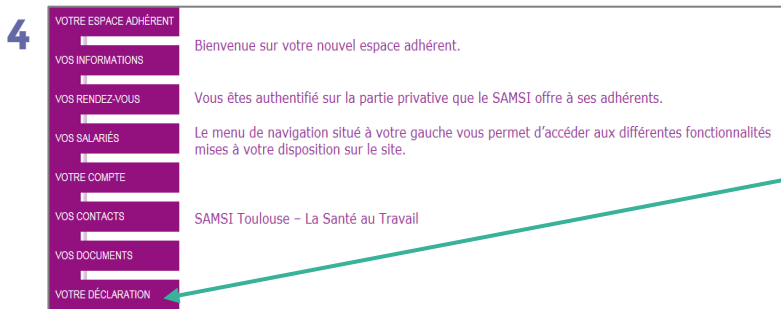 4
VOTRE ESPACE ADHÉRENT
VOS INFORMATIONS
VOS RENDEZ-VOUS
VOS SALARIÉS
VOTRE COMPTE
VOS CONTACTS
VOS DOCUMENTS
VOTRE DÉCLARATION
Bienvenue sur votre nouvel espace adhérent.
Vous êtes authentifié sur la partie privative que le SAMSI offre à ses adhérents.
Le menu de navigation situé à votre gauche vous permet d'accéder aux différentes fonctionnalités
mises à votre disposition sur le site.
SAMSI Toulouse – La Santé au Travail